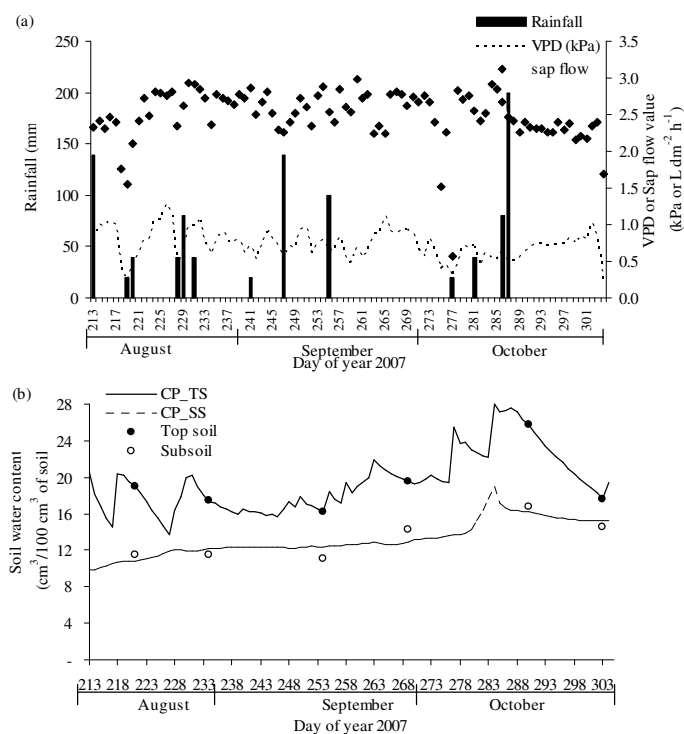 (a)
Rainfall
VPD (kPa)
sap flow
250
200
150
100
50
0
Rainfall (mm
3.5
3.0
2.5
2.0
1.5
1.0
0.5
0.0
VPD or Sap flow value
(kPa or L dm⁻² h⁻¹)
213 217 221 225 229 233 237 241 245 249 253 257 261 265 269 273 277 281 285 289 293 297 301
August September October
Day of year 2007
(b)
CP_TS
CP_SS
Top soil
Subsoil
28
24
20
16
12
8
4
-
Soil water content
(cm³/100 cm³ of soil)
213 218 223 228 233 238 243 248 253 258 263 268 273 278 283 288 293 298 303
August September October
Day of year 2007